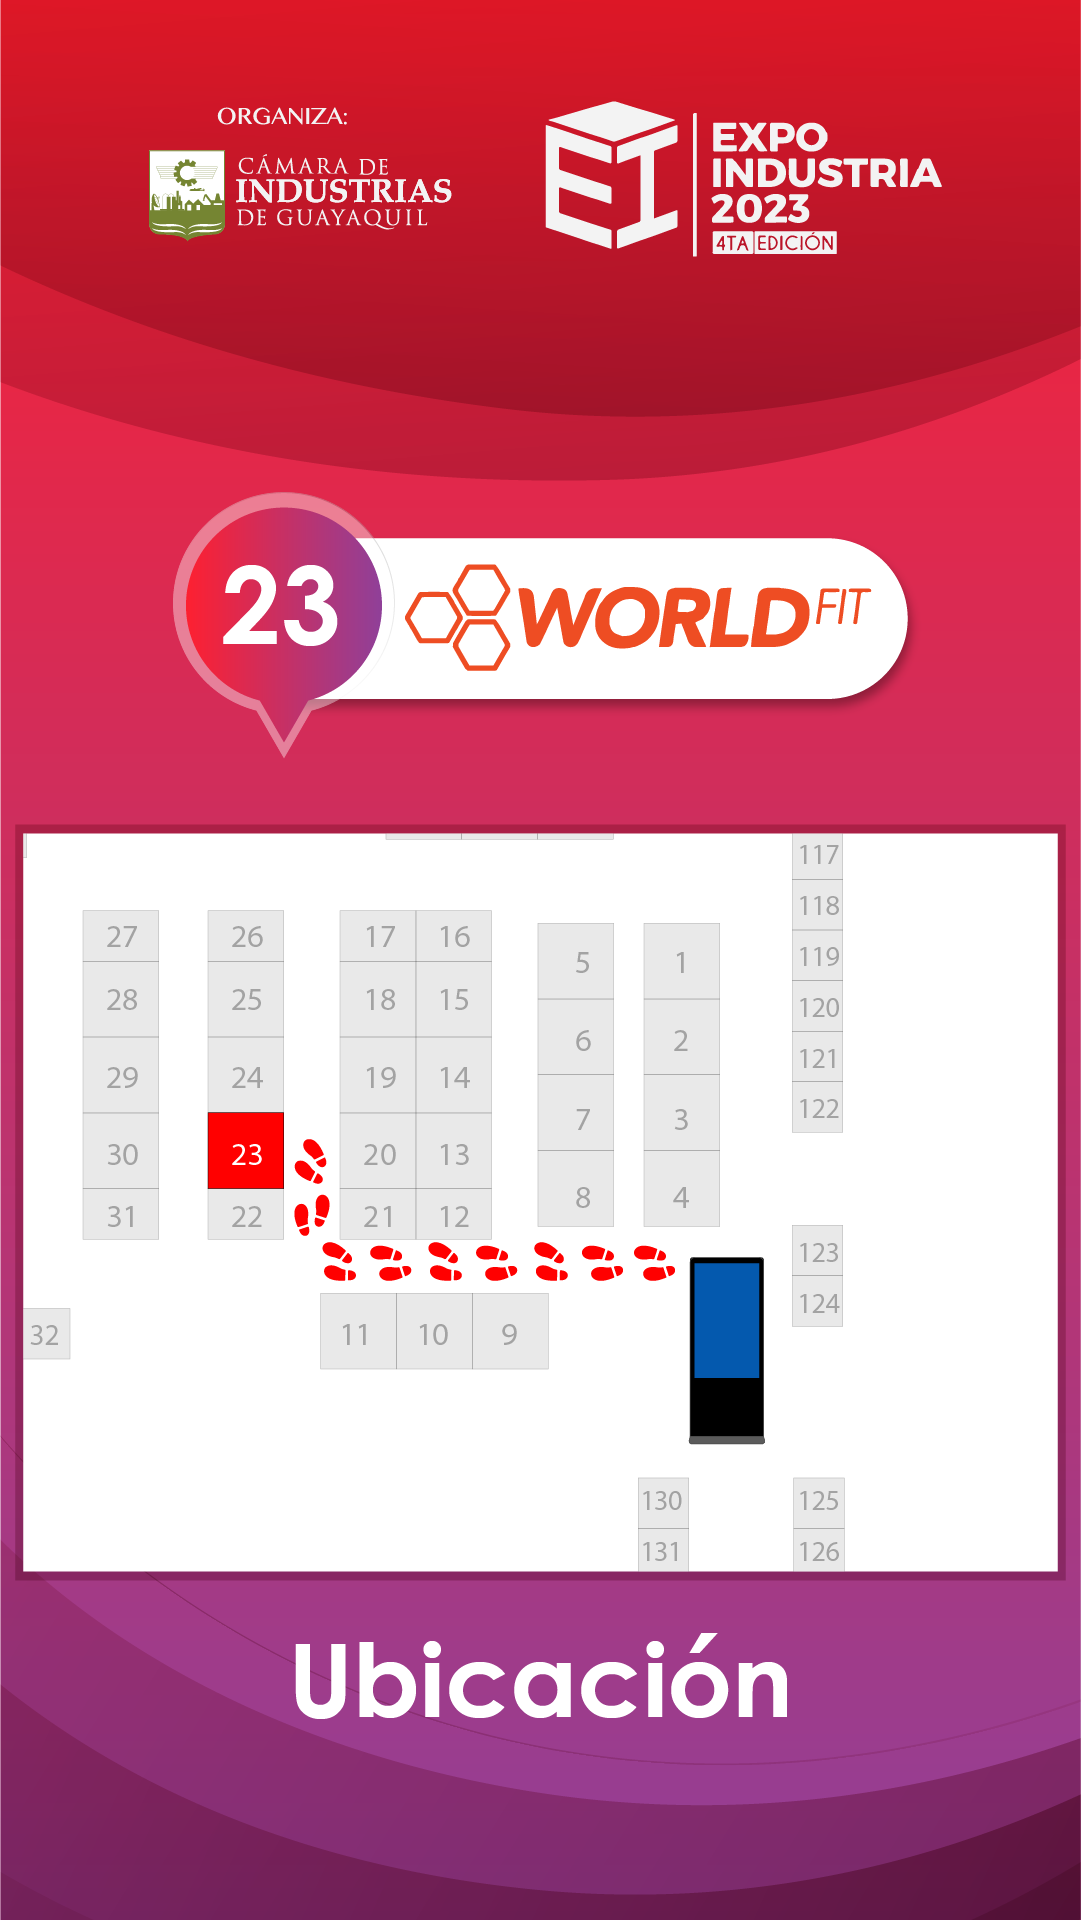 ORGANIZA:
CÁMARA DE
INDUSTRIAS
DE GUAYAQUIL
EI
EXPO
INDUSTRIA
2023
4TA EDICIÓN
23
WORLD FIT
117
118
119
120
121
122
27 26 17 16 5 1
28 25 18 15 6 2
29 24 19 14 7 3
30 23 20 13 8 4
31 22 21 12
123
124
32 11 10 9
130 125
131 126
Ubicación